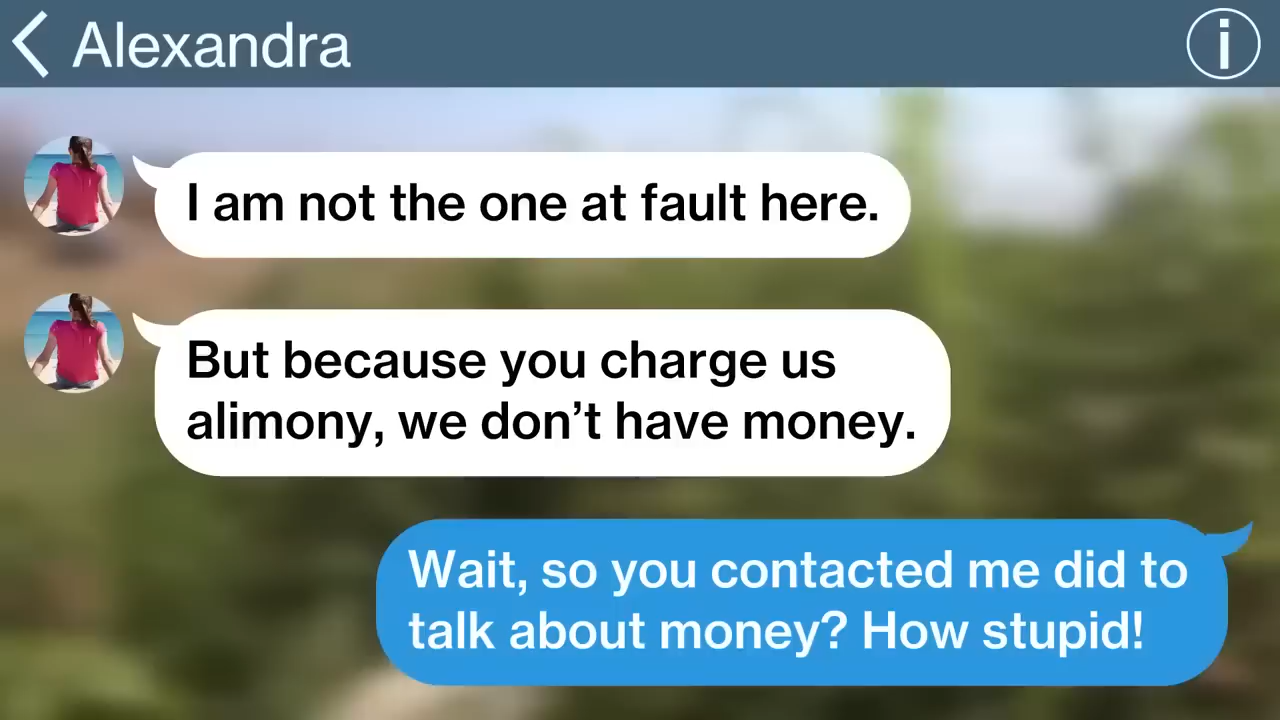 Alexandra
I am not the one at fault here.
But because you charge us
alimony, we don’t have money.
Wait, so you contacted me did to
talk about money? How stupid!